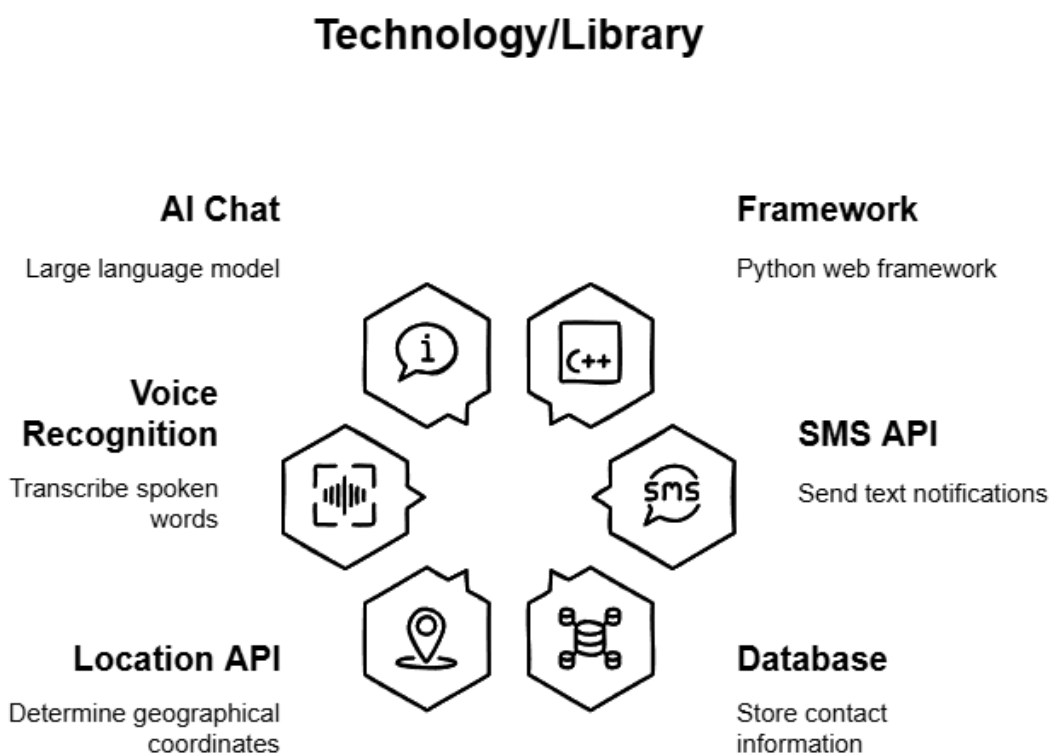 Technology/Library
AI Chat
Large language model
Framework
Python web framework
i
C++
Voice
Recognition
Transcribe spoken
words
SMS API
Send text notifications
sms
Location API
Determine geographical
coordinates
Database
Store contact
information